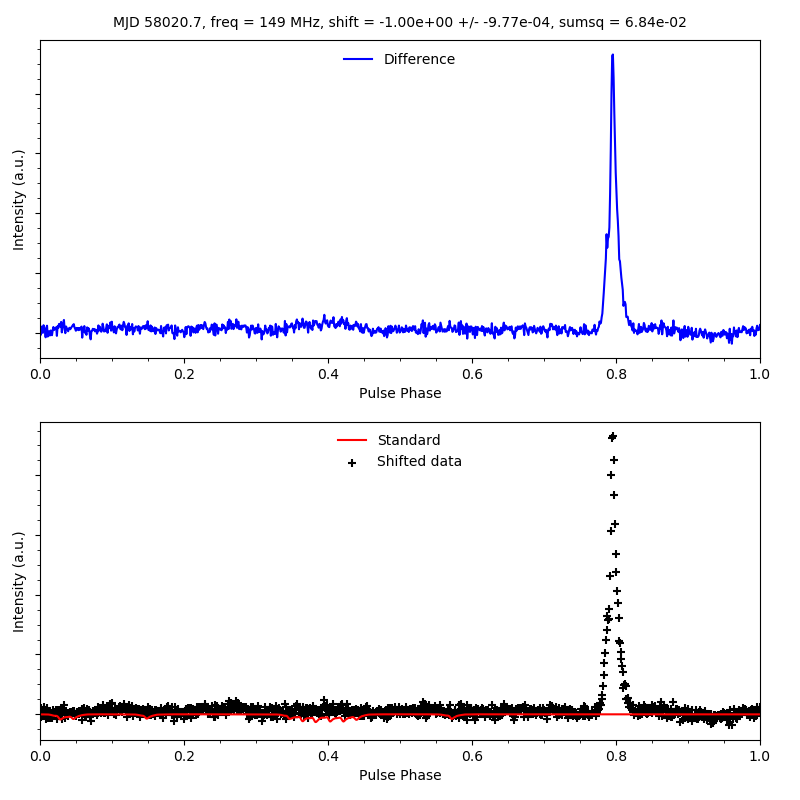 MJD 58020.7, freq = 149 MHz, shift = -1.00e+00 +/- -9.77e-04, sumsq = 6.84e-02
Difference
Intensity (a.u.)
0.0 0.2 0.4 0.6 0.8 1.0
Pulse Phase
Standard
Shifted data
Intensity (a.u.)
0.0 0.2 0.4 0.6 0.8 1.0
Pulse Phase